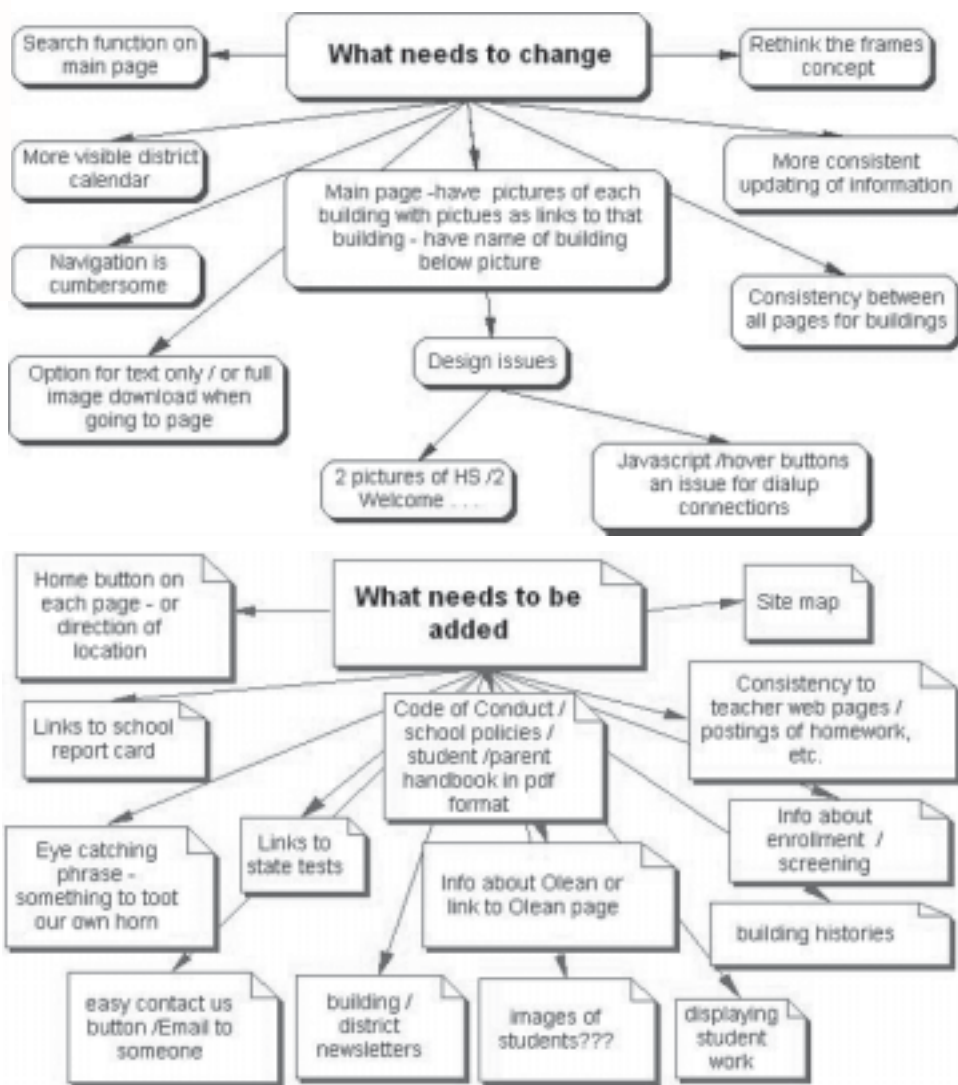 What needs to change
Search function on
main page
Rethink the frames
concept
More visible district
calendar
More consistent
updating of information
Main page -have pictures of each
building with pictues as links to that
building - have name of building
below picture
Navigation is
cumbersome
Consistency between
all pages for buildings
Option for text only / or full
image download when
going to page
Design issues
2 pictures of HS /2
Welcome . . .
Javascript /hover buttons
an issue for dialup
connections
What needs to be
added
Home button on
each page - or
direction of
location
Site map
Links to school
report card
Code of Conduct /
school policies /
student /parent
handbook in pdf
format
Consistency to
teacher web pages /
postings of homework,
etc.
Eye catching
phrase -
something to toot
our own horn
Links to
state tests
Info about Olean or
link to Olean page
Info about
enrollment /
screening
building histories
easy contact us
button /Email to
someone
building /
district
newsletters
images of
students???
displaying
student
work